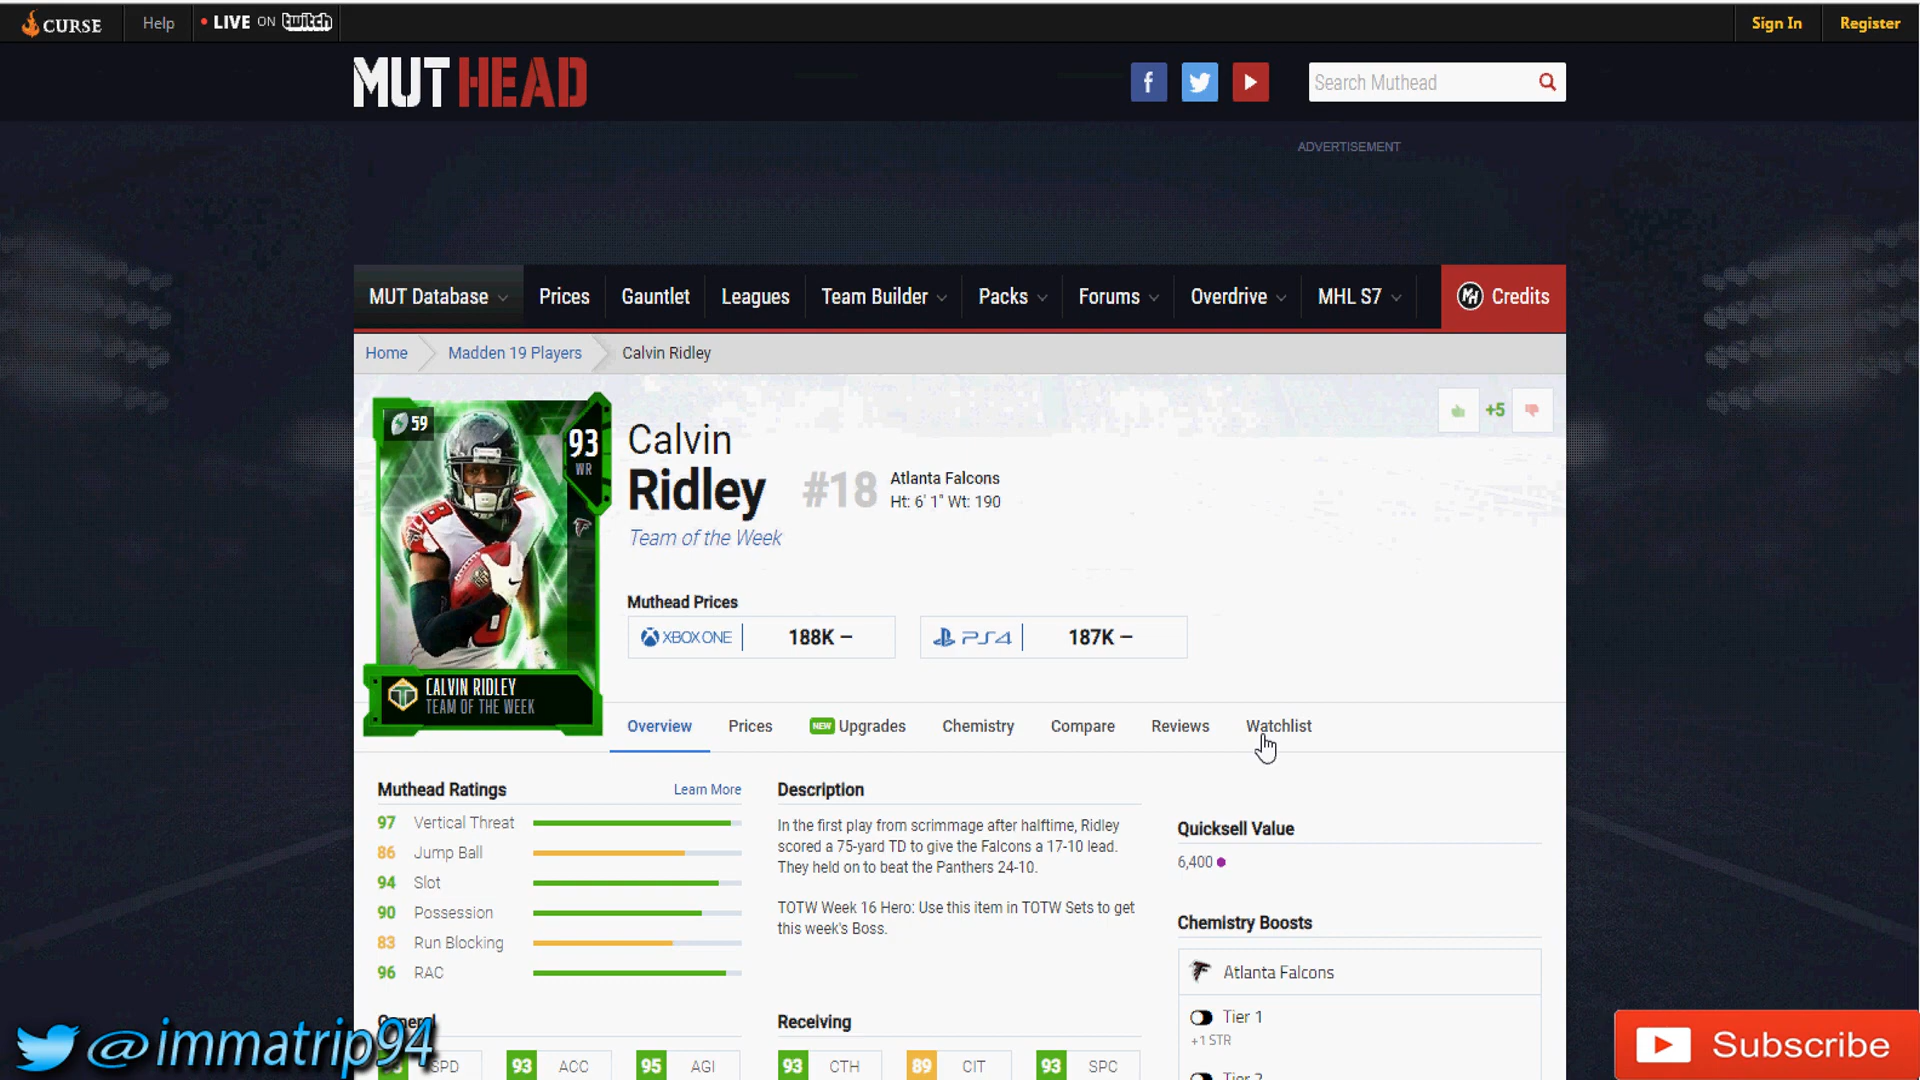 CURSE
Help
LIVE ON twitch
Sign In
Register
MUT HEAD
f
Search Muthead
ADVERTISEMENT
MUT Database
Prices
Gauntlet
Leagues
Team Builder
Packs
Forums
Overdrive
MHL S7
MH Credits
Home
Madden 19 Players
Calvin Ridley
59
93
WR
8
CALVIN RIDLEY
TEAM OF THE WEEK
+5
Calvin
Ridley
#18
Atlanta Falcons
Ht: 6' 1" Wt: 190
Team of the Week
Muthead Prices
XBOX ONE 188K –
PS4 187K –
Overview
Prices
NEW Upgrades
Chemistry
Compare
Reviews
Watchlist
Muthead Ratings
Learn More
97 Vertical Threat
86 Jump Ball
94 Slot
90 Possession
83 Run Blocking
96 RAC
General
SPD
93 ACC
95 AGI
Description
In the first play from scrimmage after halftime, Ridley
scored a 75-yard TD to give the Falcons a 17-10 lead.
They held on to beat the Panthers 24-10.
TOTW Week 16 Hero: Use this item in TOTW Sets to get
this week's Boss.
Receiving
93 CTH
89 CIT
93 SPC
Quicksell Value
6,400
Chemistry Boosts
Atlanta Falcons
Tier 1
+1 STR
Tier 2
@immatrip94
Subscribe